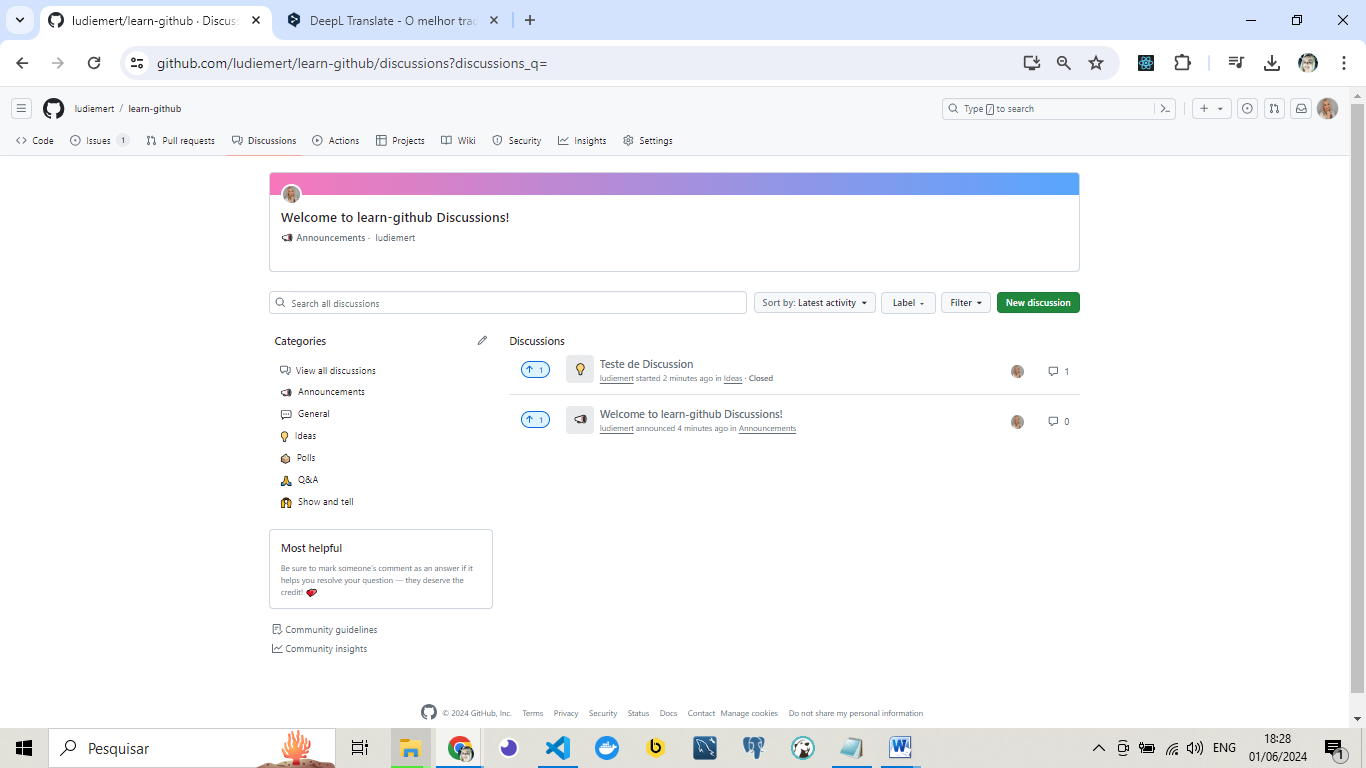 ludiemert/learn-github · Discuss
DeepL Translate - O melhor trad
github.com/ludiemert/learn-github/discussions?discussions_q=
ludiemert / learn-github
Type / to search
Code
Issues 1
Pull requests
Discussions
Actions
Projects
Wiki
Security
Insights
Settings
Welcome to learn-github Discussions!
Announcements · ludiemert
Search all discussions
Sort by: Latest activity
Label
Filter
New discussion
Categories
View all discussions
Announcements
General
Ideas
Polls
Q&A
Show and tell
Discussions
1
Teste de Discussion
ludiemert started 2 minutes ago in Ideas · Closed
1
1
Welcome to learn-github Discussions!
ludiemert announced 4 minutes ago in Announcements
0
Most helpful
Be sure to mark someone's comment as an answer if it
helps you resolve your question — they deserve the
credit!
Community guidelines
Community insights
© 2024 GitHub, Inc. Terms Privacy Security Status Docs Contact Manage cookies Do not share my personal information
Pesquisar
ENG
18:28
01/06/2024
1